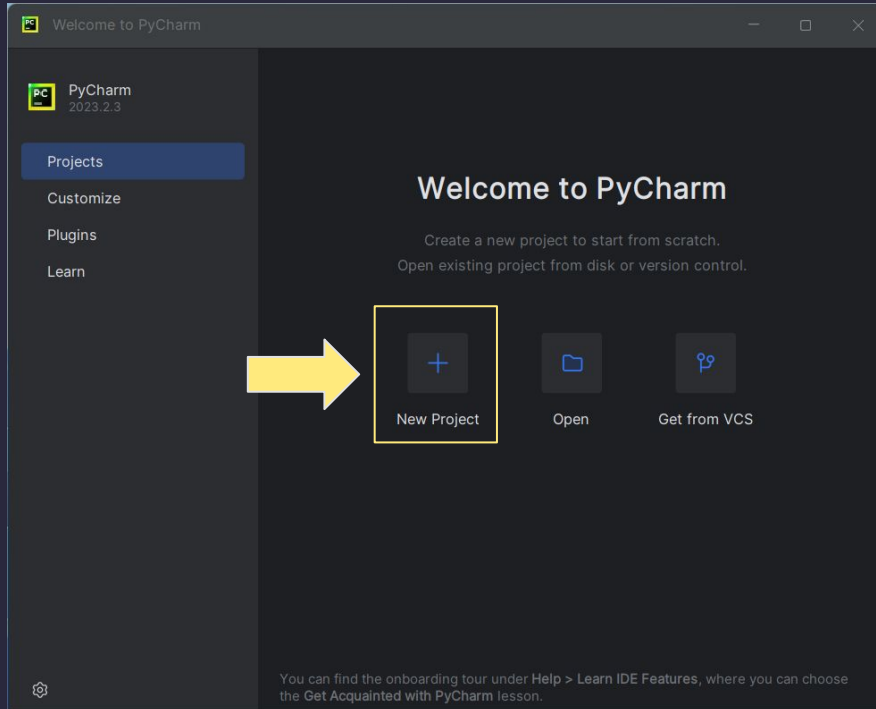 Welcome to PyCharm
PyCharm
2023.2.3
Projects
Customize
Plugins
Learn
Welcome to PyCharm
Create a new project to start from scratch.
Open existing project from disk or version control.
New Project
Open
Get from VCS
You can find the onboarding tour under Help > Learn IDE Features, where you can choose
the Get Acquainted with PyCharm lesson.